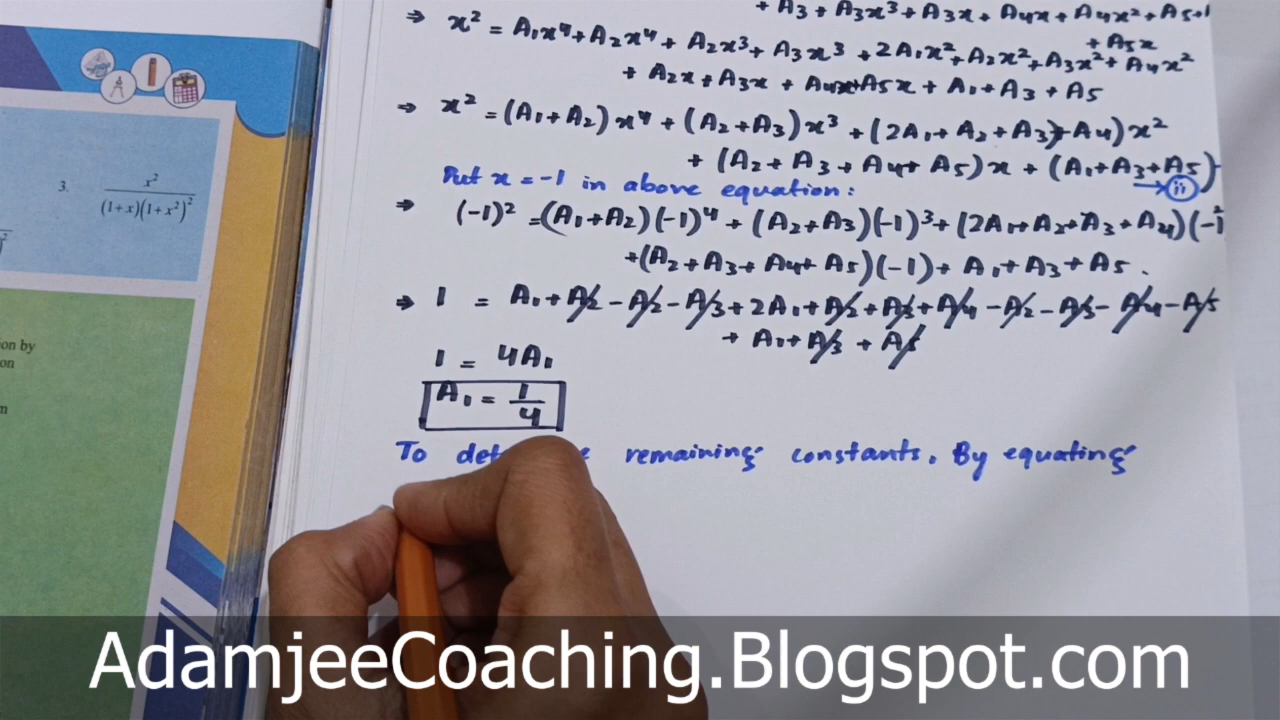 + A₃ + A₃x³ + A₃x + A₄x + A₄x² + A₅ +
+ A₅x
⇒ x² = A₁x⁴ + A₂x⁴ + A₂x³ + A₃x³ + 2A₁x² + A₂x² + A₃x² + A₄x²
+ A₂x + A₃x + A₄x + A₅x + A₁ + A₃ + A₅
⇒ x² = (A₁+A₂)x⁴ + (A₂+A₃)x³ + (2A₁+A₂+A₃+A₄)x²
+ (A₂+A₃+A₄+A₅)x + (A₁+A₃+A₅)
→ (ii)
Put x = -1 in above equation:
⇒ (-1)² = (A₁+A₂)(-1)⁴ + (A₂+A₃)(-1)³ + (2A₁+A₂+A₃+A₄)(-1)²
+(A₂+A₃+A₄+A₅)(-1) + A₁+A₃+A₅.
⇒ 1 = A₁+A₂-A₂-A₃+2A₁+A₂+A₃+A₄-A₂-A₃-A₄-A₅
+ A₁+A₃+A₅
1 = 4A₁
A₁ = 1/4
To remaining constants. By equating
3. x²/((1+x)(1+x²)²)
on by
on
AdamjeeCoaching.Blogspot.com